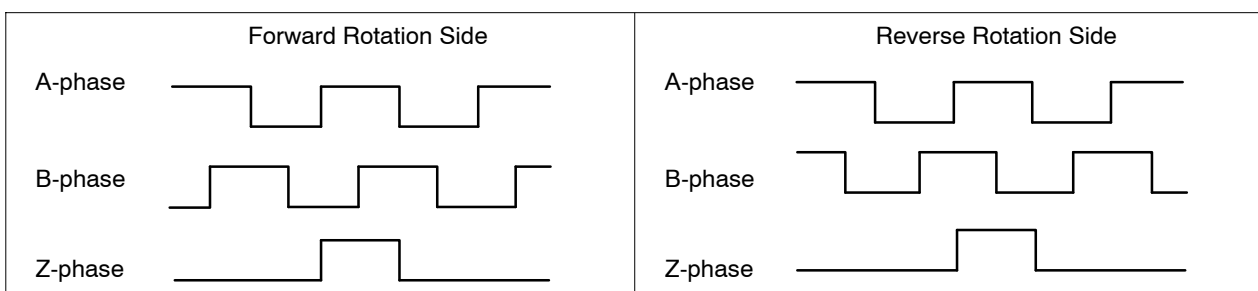 Forward Rotation Side
A-phase
B-phase
Z-phase
Reverse Rotation Side
A-phase
B-phase
Z-phase